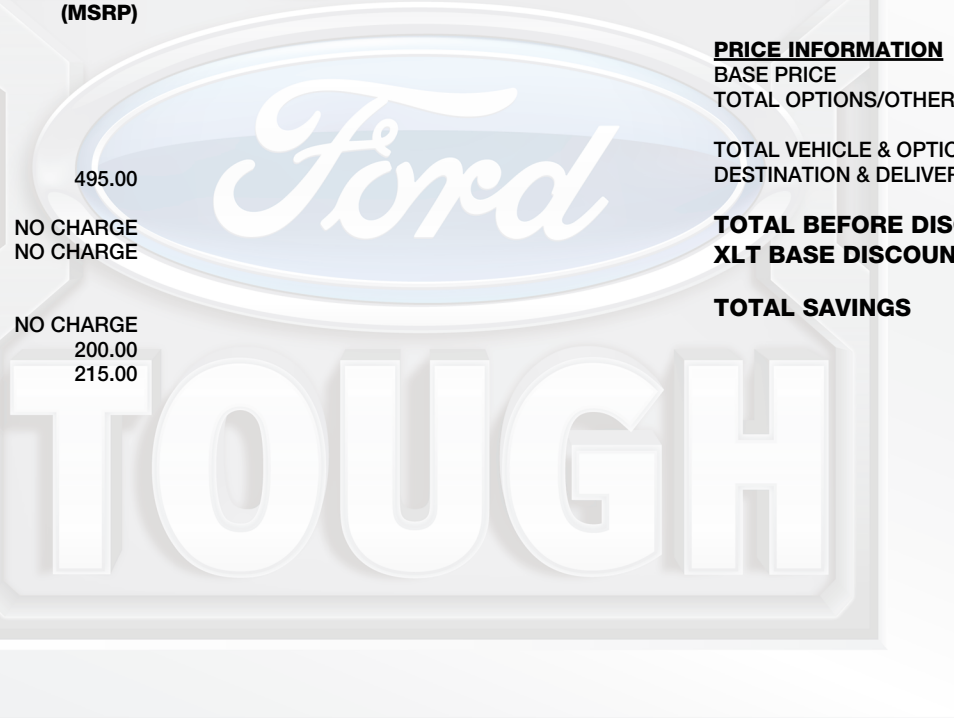 (MSRP)
495.00
NO CHARGE
NO CHARGE
NO CHARGE
200.00
215.00
PRICE INFORMATION
BASE PRICE
TOTAL OPTIONS/OTHER
TOTAL VEHICLE & OPTIO
DESTINATION & DELIVER
TOTAL BEFORE DISC
XLT BASE DISCOUN
TOTAL SAVINGS
Ford
TOUGH